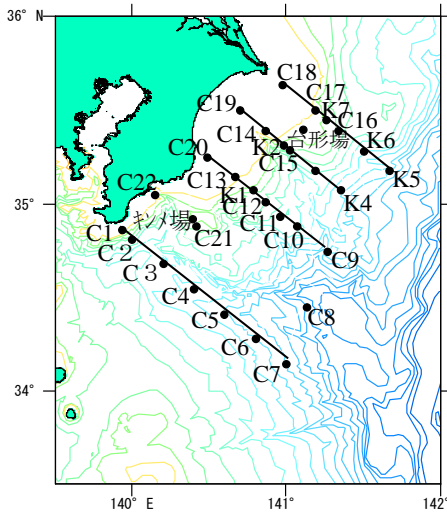 36° N
C18
C17
C19
K7
C16
C14
K2
台形場
K6
C20
C15
K5
C13
C22
K1
K4
35°
C12
ｷﾝﾒ場
C11
C1
C21
C10
Ｃ２
C9
Ｃ３
C4
C8
C5
C6
C7
34°
140° E
141°
142°